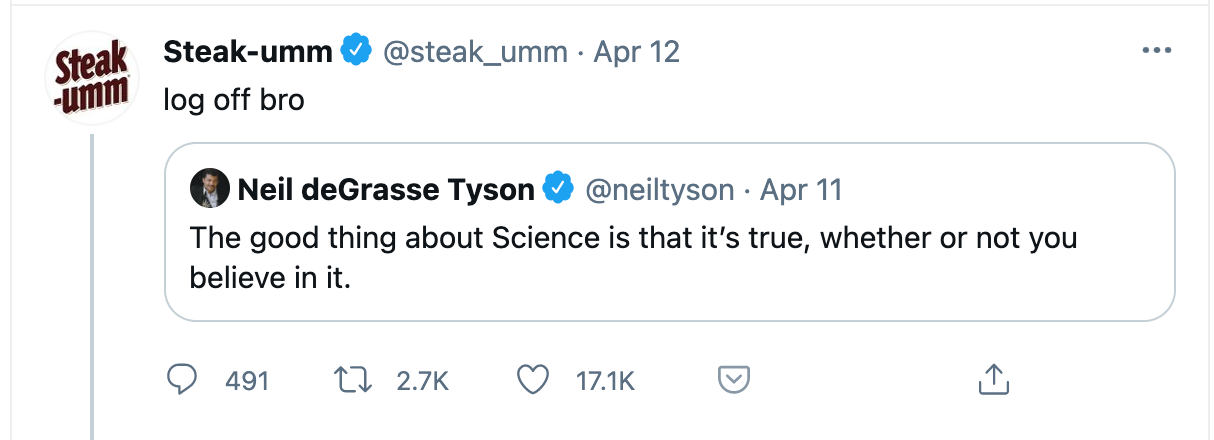 Steak
-umm
Steak-umm @steak_umm · Apr 12
log off bro
Neil deGrasse Tyson @neiltyson · Apr 11
The good thing about Science is that it’s true, whether or not you
believe in it.
491 2.7K 17.1K